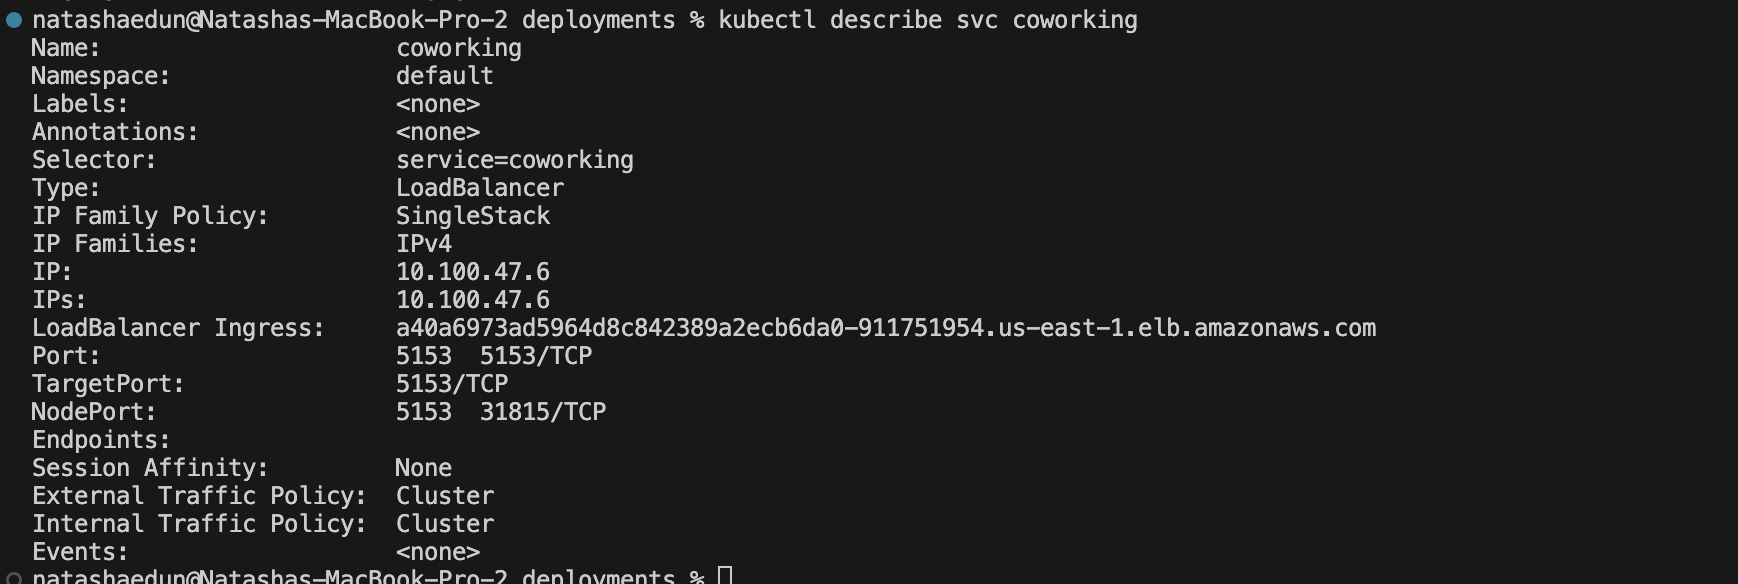 natashaedun@Natashas-MacBook-Pro-2 deployments % kubectl describe svc coworking
Name:                     coworking
Namespace:                default
Labels:                   <none>
Annotations:              <none>
Selector:                 service=coworking
Type:                     LoadBalancer
IP Family Policy:         SingleStack
IP Families:              IPv4
IP:                       10.100.47.6
IPs:                      10.100.47.6
LoadBalancer Ingress:     a40a6973ad5964d8c842389a2ecb6da0-911751954.us-east-1.elb.amazonaws.com
Port:                     5153  5153/TCP
TargetPort:               5153/TCP
NodePort:                 5153  31815/TCP
Endpoints:
Session Affinity:         None
External Traffic Policy:  Cluster
Internal Traffic Policy:  Cluster
Events:                   <none>
natashaedun@Natashas-MacBook-Pro-2 deployments %